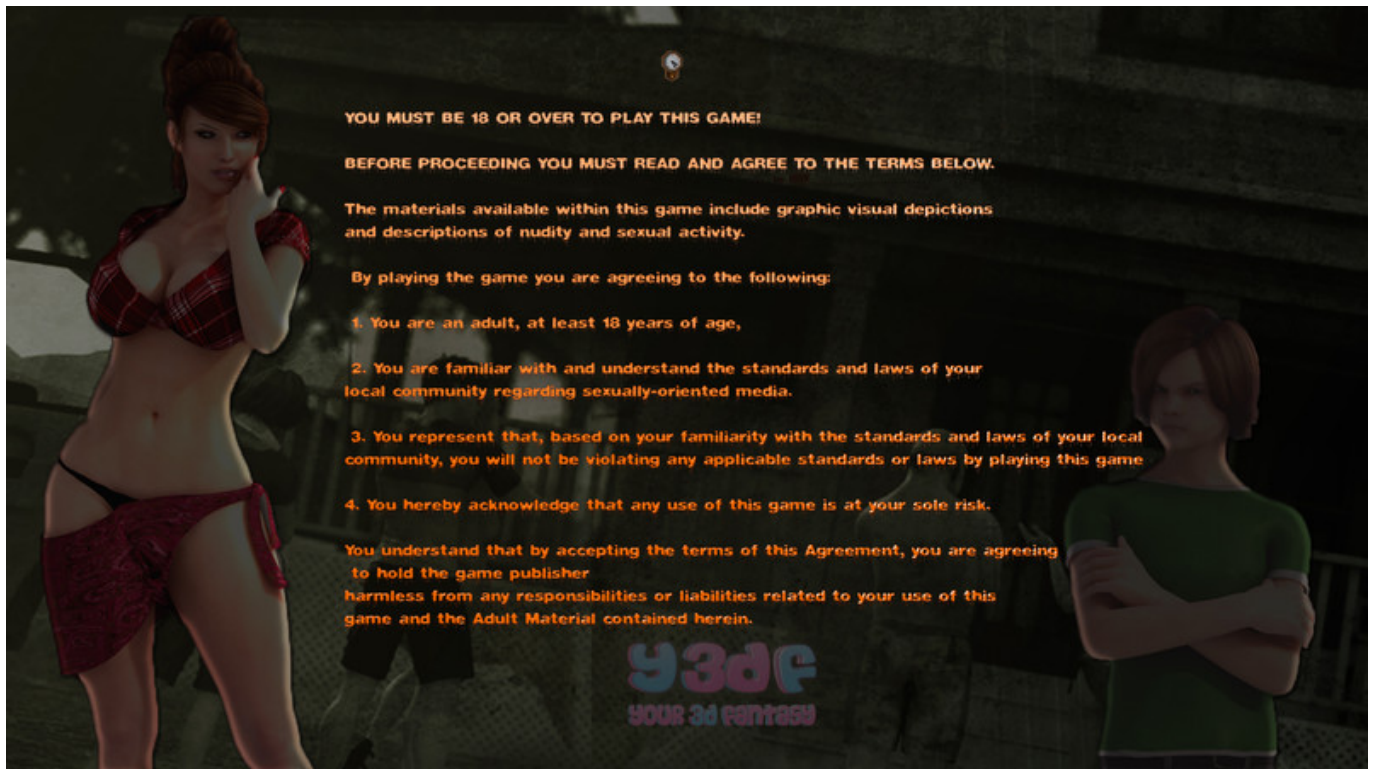 YOU MUST BE 18 OR OVER TO PLAY THIS GAME!
BEFORE PROCEEDING YOU MUST READ AND AGREE TO THE TERMS BELOW.
The materials available within this game include graphic visual depictions
and descriptions of nudity and sexual activity.
By playing the game you are agreeing to the following:
1. You are an adult, at least 18 years of age,
2. You are familiar with and understand the standards and laws of your
local community regarding sexually-oriented media.
3. You represent that, based on your familiarity with the standards and laws of your local
community, you will not be violating any applicable standards or laws by playing this game
4. You hereby acknowledge that any use of this game is at your sole risk.
You understand that by accepting the terms of this Agreement, you are agreeing
to hold the game publisher
harmless from any responsibilities or liabilities related to your use of this
game and the Adult Material contained herein.
y3df
YOUR 3d fantasy